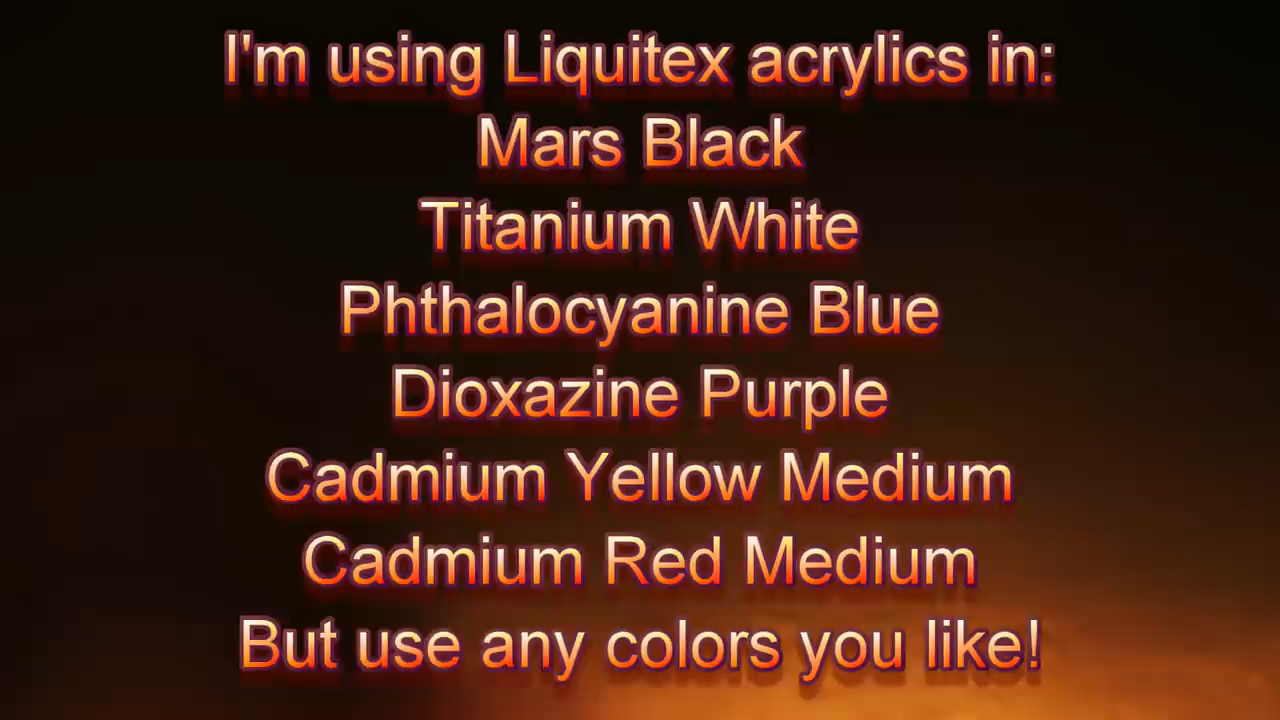 I'm using Liquitex acrylics in:
Mars Black
Titanium White
Phthalocyanine Blue
Dioxazine Purple
Cadmium Yellow Medium
Cadmium Red Medium
But use any colors you like!